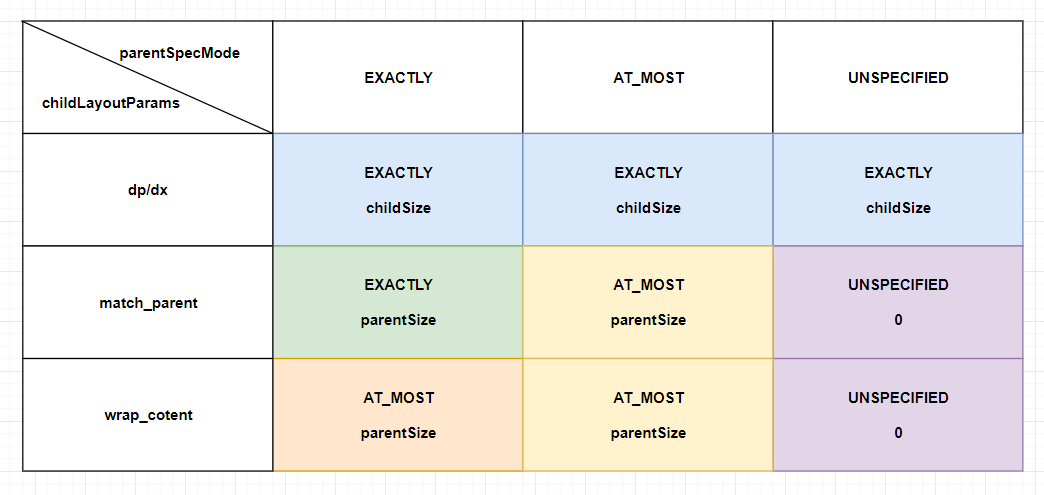 parentSpecMode
childLayoutParams
EXACTLY
AT_MOST
UNSPECIFIED
dp/dx
EXACTLY
childSize
EXACTLY
childSize
EXACTLY
childSize
match_parent
EXACTLY
parentSize
AT_MOST
parentSize
UNSPECIFIED
0
wrap_cotent
AT_MOST
parentSize
AT_MOST
parentSize
UNSPECIFIED
0